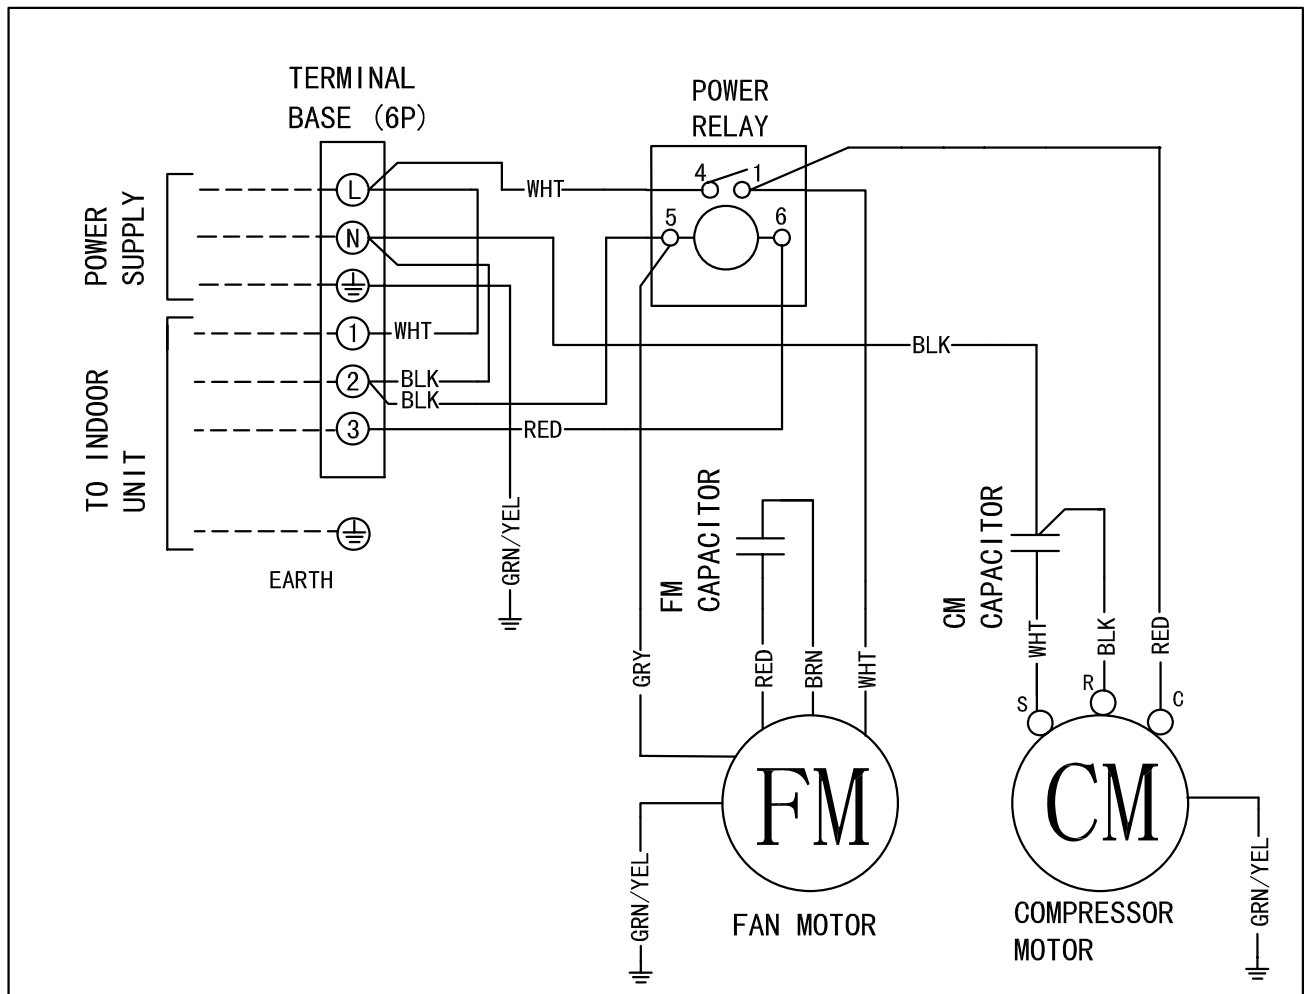 TERMINAL
BASE (6P)
POWER
RELAY
POWER
SUPPLY
L
N
1
2
3
WHT
4
1
5
6
WHT
BLK
BLK
RED
BLK
TO INDOOR
UNIT
EARTH
GRN/YEL
FM
CAPACITOR
CM
CAPACITOR
GRY
RED
BRN
WHT
WHT
BLK
RED
S
R
C
FM
CM
GRN/YEL
GRN/YEL
FAN MOTOR
COMPRESSOR
MOTOR